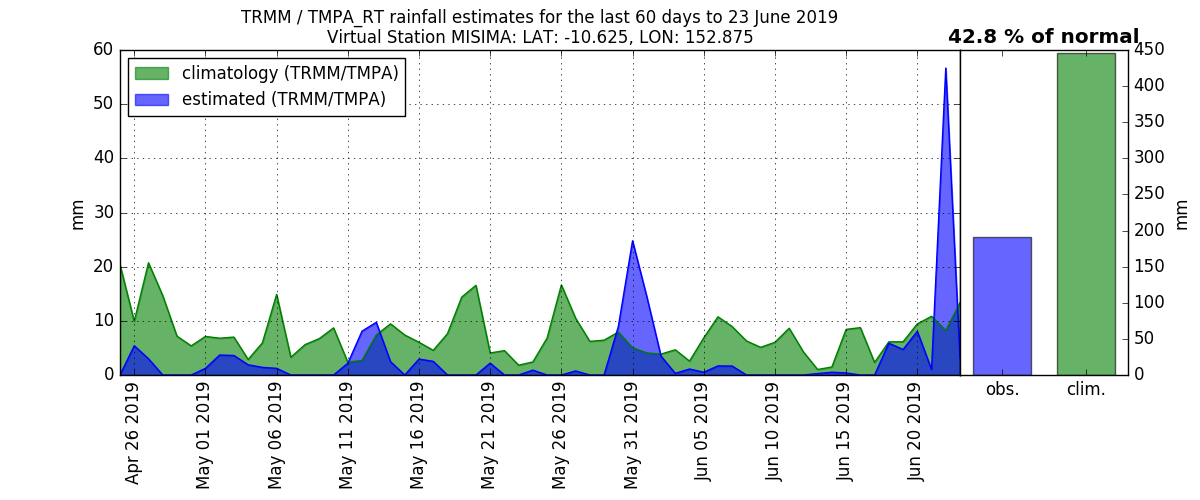 TRMM / TMPA_RT rainfall estimates for the last 60 days to 23 June 2019
Virtual Station MISIMA: LAT: -10.625, LON: 152.875
42.8 % of normal
climatology (TRMM/TMPA)
estimated (TRMM/TMPA)
60
50
40
30
20
10
0
mm
450
400
350
300
250
200
150
100
50
0
mm
Apr 26 2019
May 01 2019
May 06 2019
May 11 2019
May 16 2019
May 21 2019
May 26 2019
May 31 2019
Jun 05 2019
Jun 10 2019
Jun 15 2019
Jun 20 2019
obs.
clim.